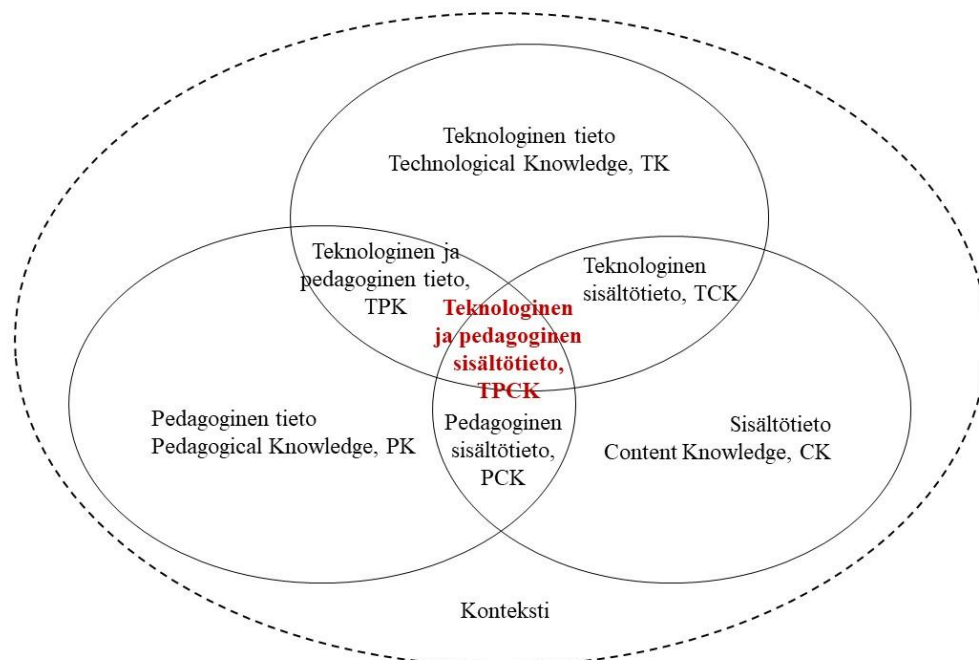 Teknologinen tieto
Technological Knowledge, TK
Teknologinen ja
pedagoginen tieto,
TPK
Teknologinen
sisältötieto, TCK
Teknologinen
ja pedagoginen
sisältötieto,
TPCK
Pedagoginen tieto
Pedagogical Knowledge, PK
Pedagoginen
sisältötieto,
PCK
Sisältötieto
Content Knowledge, CK
Konteksti